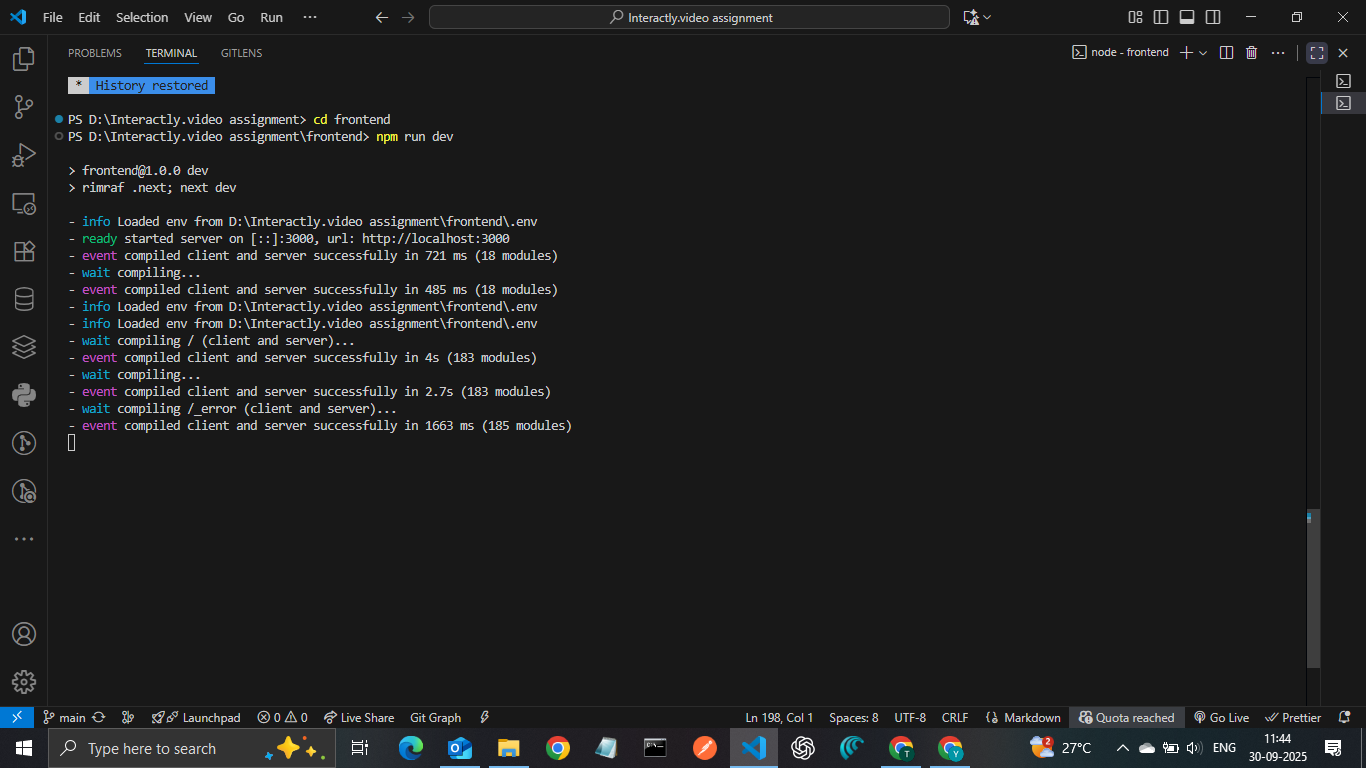 File Edit Selection View Go Run ···
Interactly.video assignment
PROBLEMS TERMINAL GITLENS
node - frontend
* History restored
PS D:\Interactly.video assignment> cd frontend
PS D:\Interactly.video assignment\frontend> npm run dev
> frontend@1.0.0 dev
> rimraf .next; next dev
- info Loaded env from D:\Interactly.video assignment\frontend\.env
- ready started server on [::]:3000, url: http://localhost:3000
- event compiled client and server successfully in 721 ms (18 modules)
- wait compiling...
- event compiled client and server successfully in 485 ms (18 modules)
- info Loaded env from D:\Interactly.video assignment\frontend\.env
- info Loaded env from D:\Interactly.video assignment\frontend\.env
- wait compiling / (client and server)...
- event compiled client and server successfully in 4s (183 modules)
- wait compiling...
- event compiled client and server successfully in 2.7s (183 modules)
- wait compiling /_error (client and server)...
- event compiled client and server successfully in 1663 ms (185 modules)
main Launchpad 0 0 Live Share Git Graph Ln 198, Col 1 Spaces: 8 UTF-8 CRLF Markdown Quota reached Go Live Prettier
Type here to search T Y 2 27°C ENG 11:44
30-09-2025